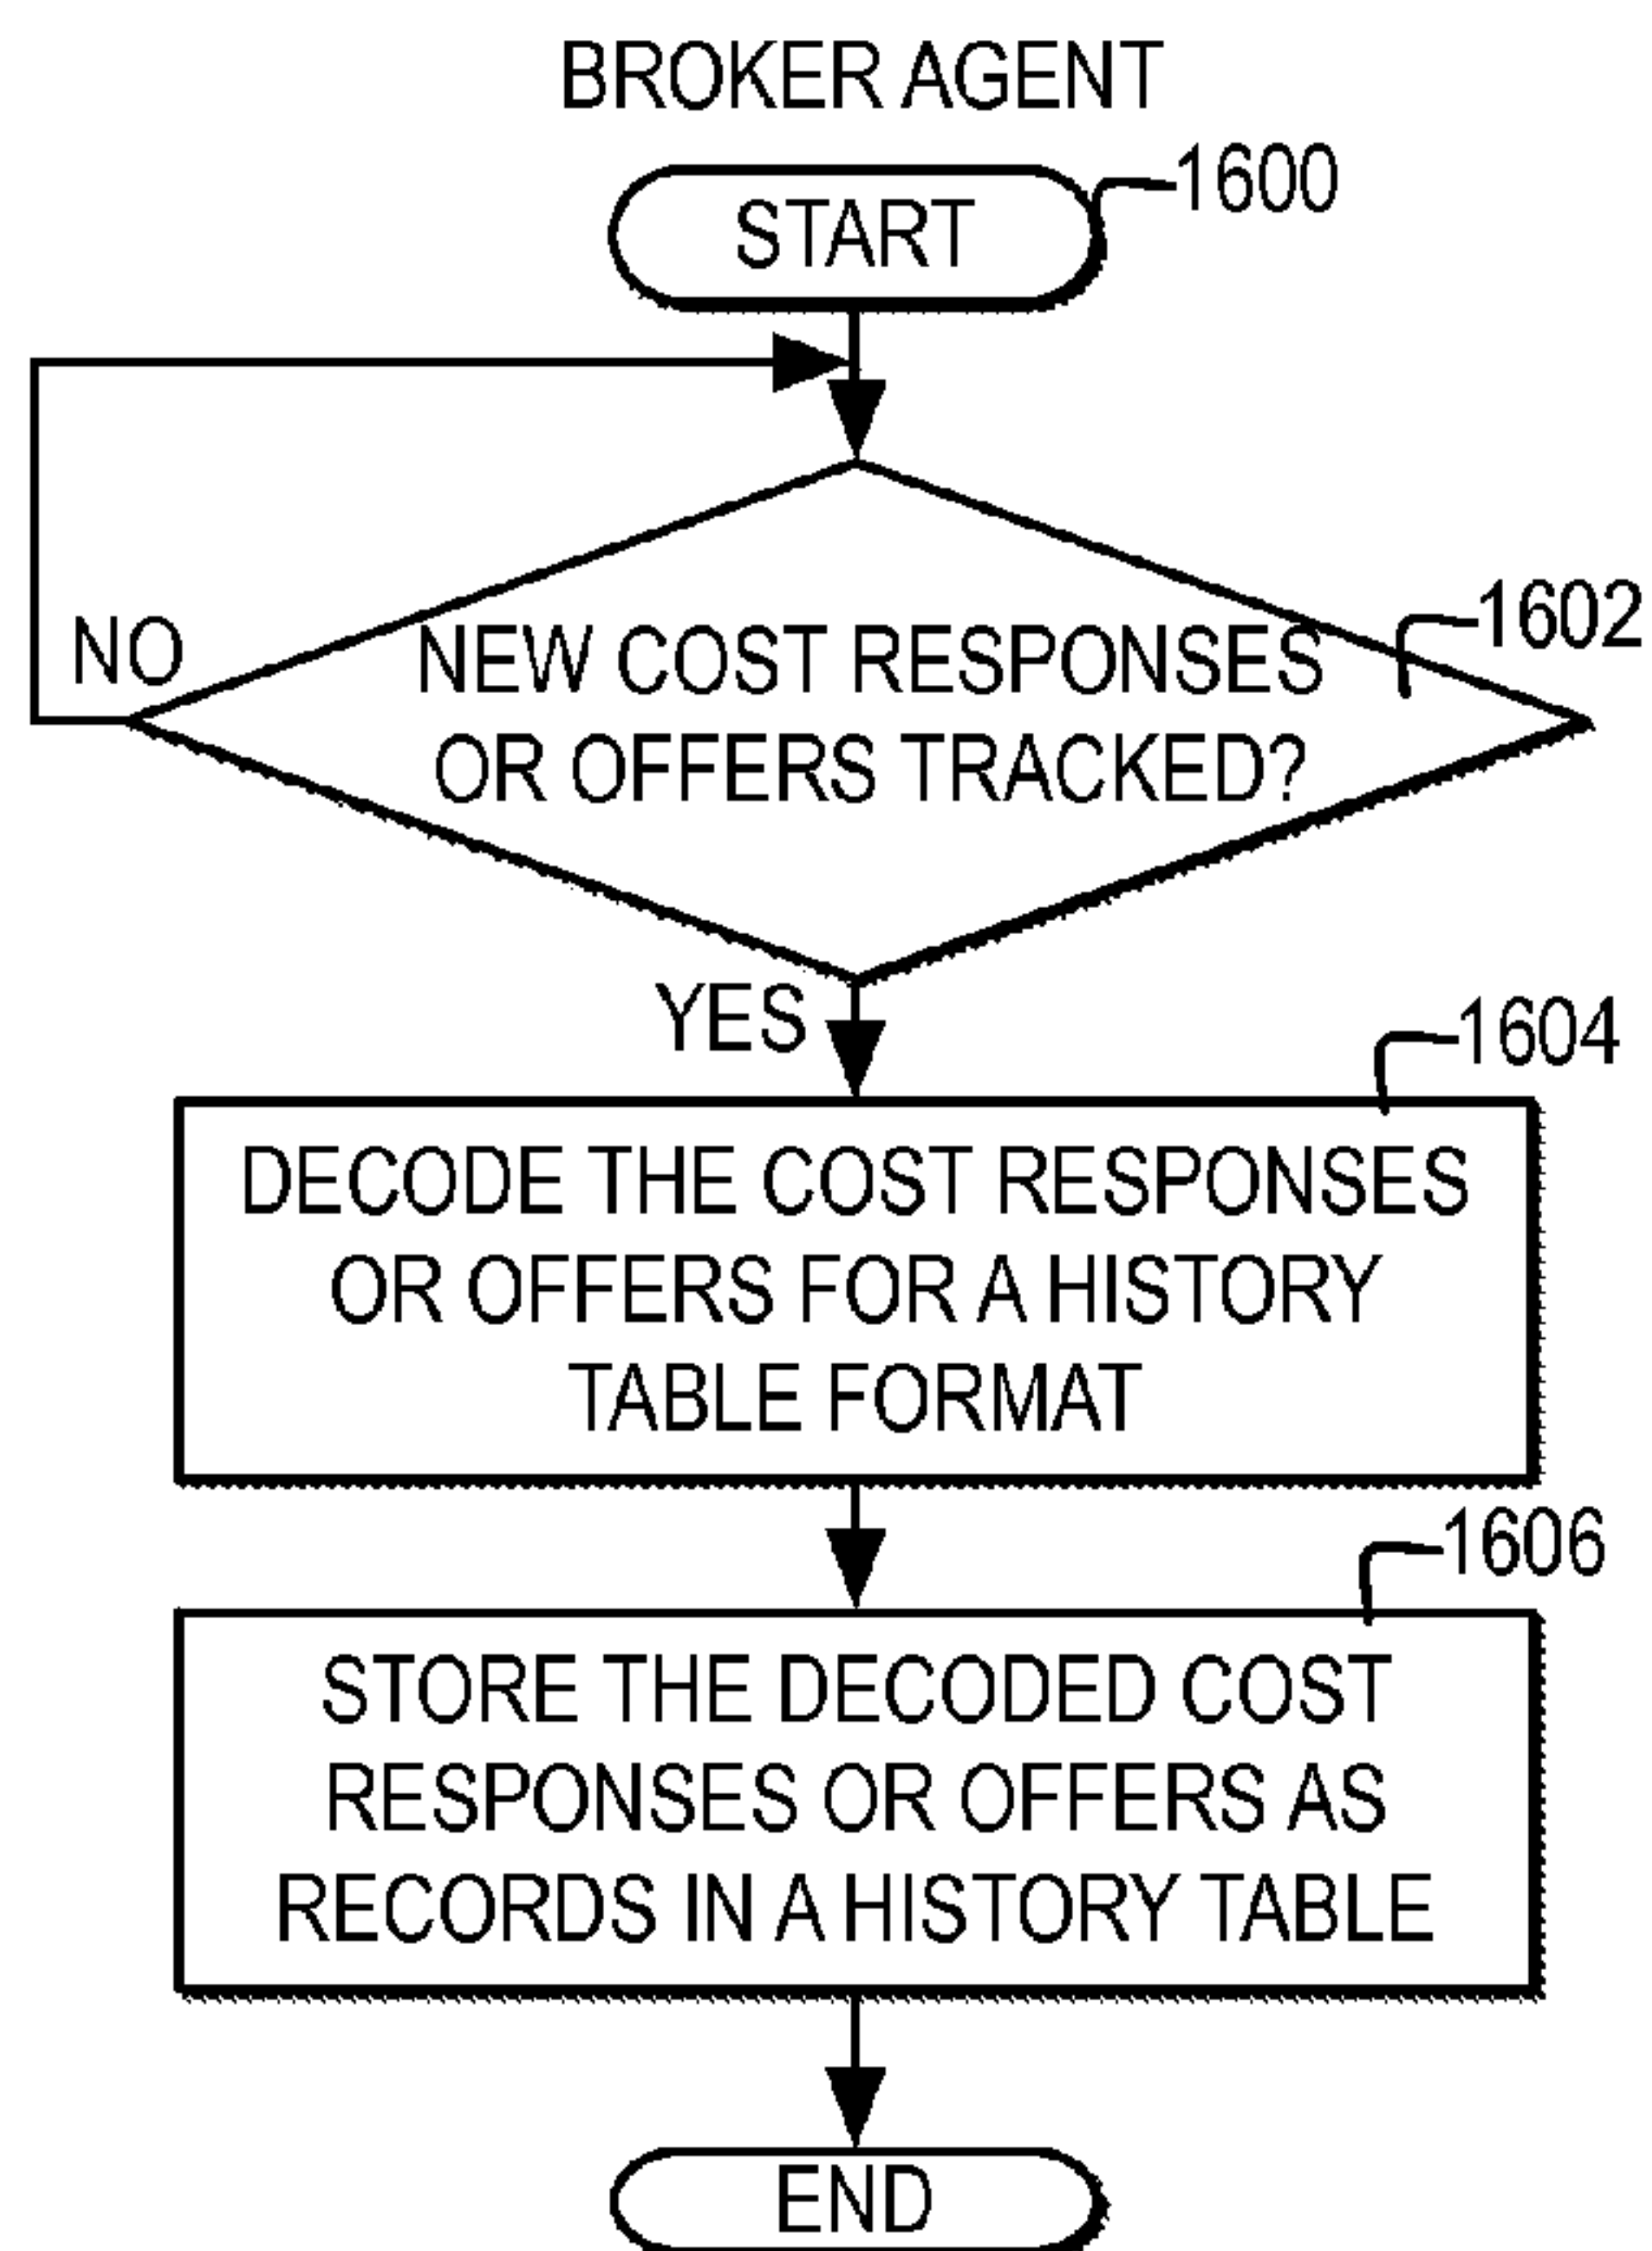 BROKER AGENT
1600
START
1602
NO
NEW COST RESPONSES
OR OFFERS TRACKED?
YES
1604
DECODE THE COST RESPONSES
OR OFFERS FOR A HISTORY
TABLE FORMAT
1606
STORE THE DECODED COST
RESPONSES OR OFFERS AS
RECORDS IN A HISTORY TABLE
END